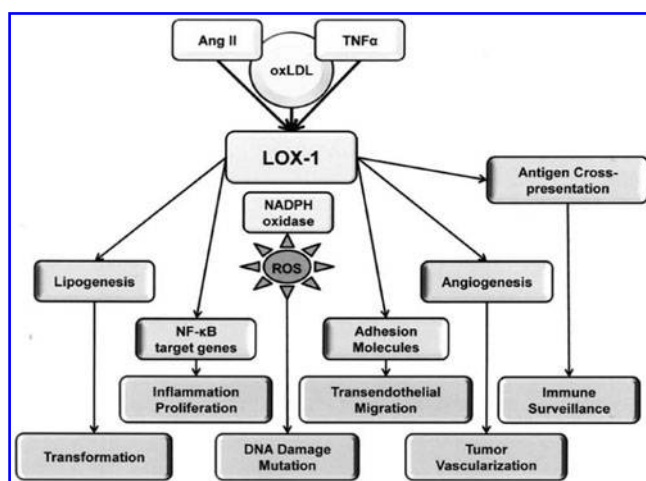 Ang II
TNFα
oxLDL
LOX-1
Antigen Cross-
presentation
NADPH
oxidase
ROS
Lipogenesis
Angiogenesis
NF-κB
target genes
Adhesion
Molecules
Inflammation
Proliferation
Transendothelial
Migration
Immune
Surveillance
Transformation
DNA Damage
Mutation
Tumor
Vascularization